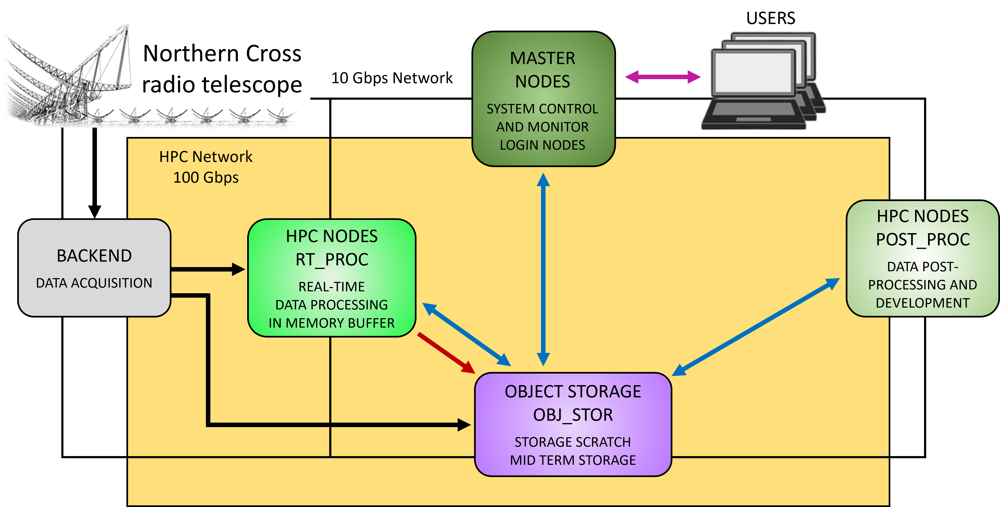 Northern Cross
radio telescope
10 Gbps Network
MASTER
NODES
SYSTEM CONTROL
AND MONITOR
LOGIN NODES
USERS
HPC Network
100 Gbps
BACKEND
DATA ACQUISITION
HPC NODES
RT_PROC
REAL-TIME
DATA PROCESSING
IN MEMORY BUFFER
HPC NODES
POST_PROC
DATA POST-
PROCESSING AND
DEVELOPMENT
OBJECT STORAGE
OBJ_STOR
STORAGE SCRATCH
MID TERM STORAGE